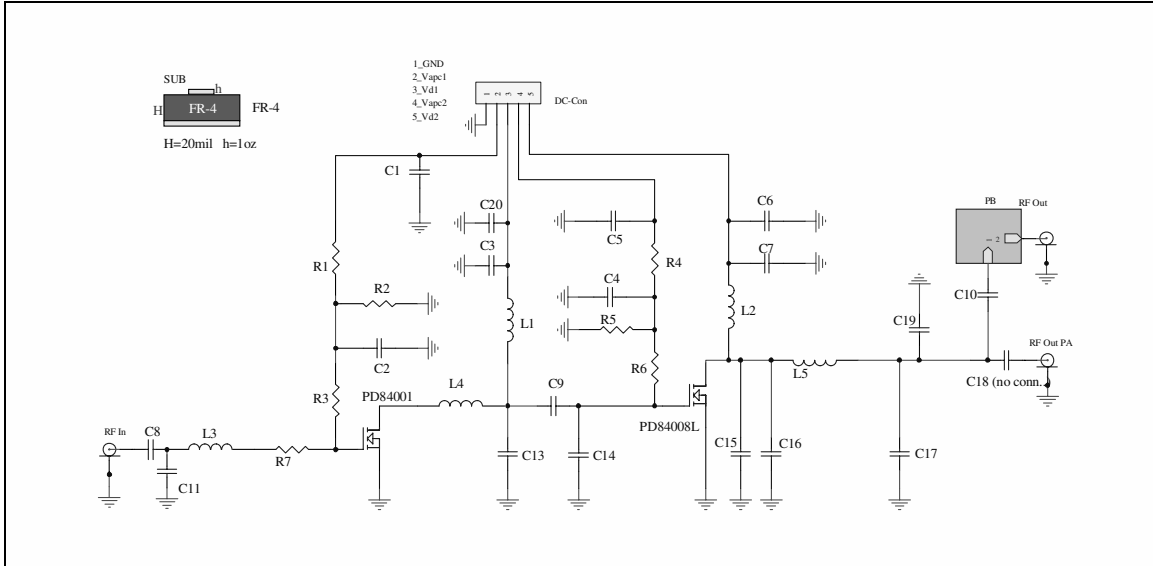 1_GND
2_Vapc1
3_Vd1
4_Vapc2
5_Vd2
SUB
h
H
FR-4
FR-4
H=20mil h=1oz
1 2 3 4 5
DC-Con
C1
C20
C3
C5
C4
R4
R5
R6
C6
C7
L2
L1
R1
R2
C2
R3
PB
RF Out
1
2
C10
C19
RF Out PA
C18 (no conn..)
L5
PD84001
L4
C9
PD84008L
RF In
C8
L3
R7
C11
C13
C14
C15
C16
C17